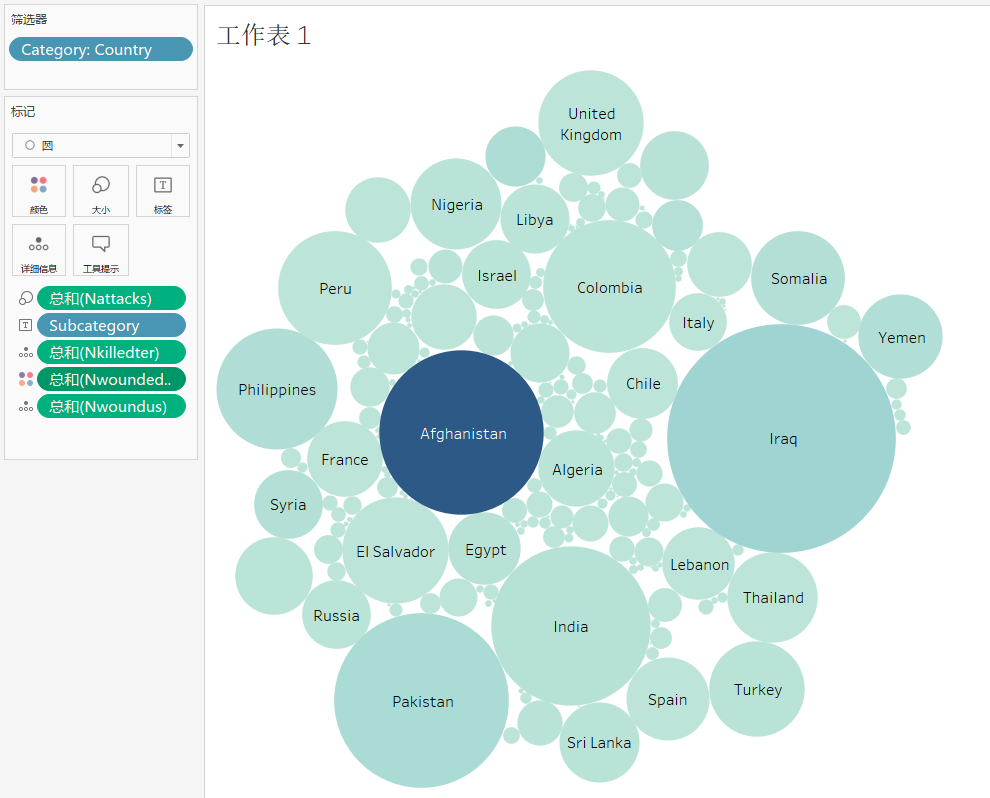 筛选器
Category: Country
标记
圆
颜色
大小
标签
详细信息
工具提示
总和(Nattacks)
Subcategory
总和(Nkilledter)
总和(Nwounded..
总和(Nwoundus)
工作表 1
United
Kingdom
Nigeria
Libya
Israel
Peru
Colombia
Somalia
Italy
Yemen
Philippines
Chile
Afghanistan
Iraq
France
Algeria
Syria
El Salvador
Egypt
Lebanon
Thailand
Russia
India
Pakistan
Spain
Turkey
Sri Lanka